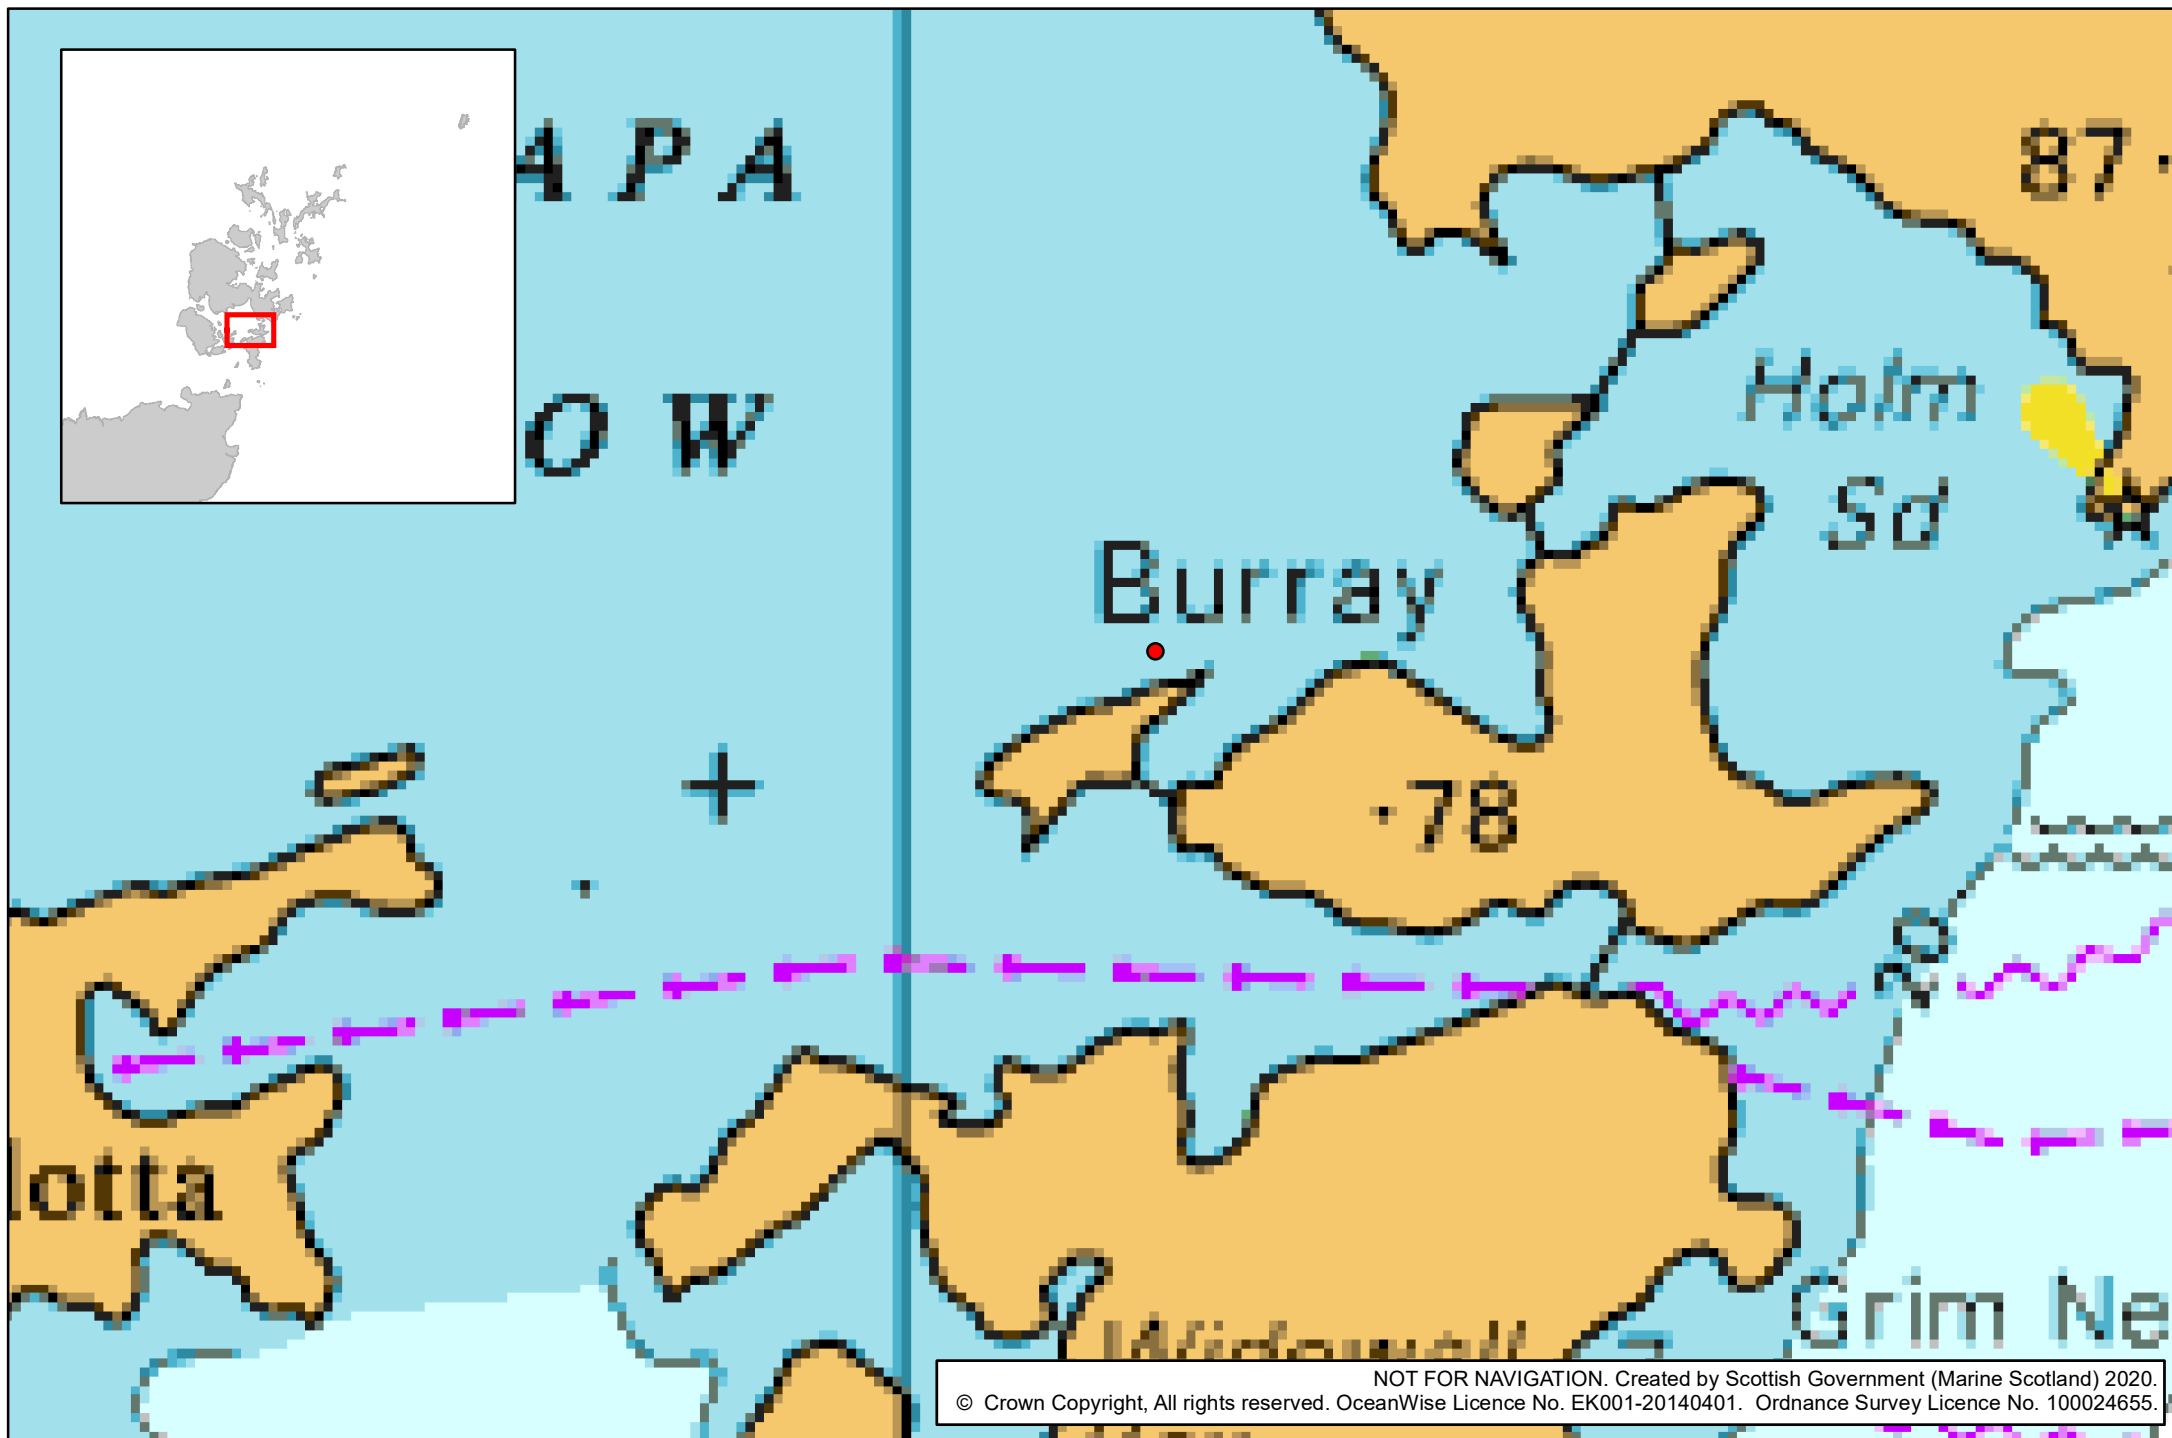 APA
87
OW
Holm
Sd
Burray
78
20
lotta
Grim Ne
NOT FOR NAVIGATION. Created by Scottish Government (Marine Scotland) 2020.
© Crown Copyright, All rights reserved. OceanWise Licence No. EK001-20140401. Ordnance Survey Licence No. 100024655.